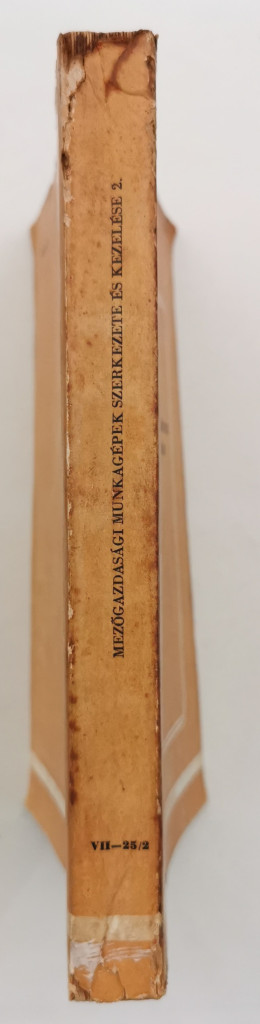 MEZŐGAZDASÁGI MUNKAGÉPEK SZERKEZETE ÉS KEZELÉSE 2.
VII—25/2